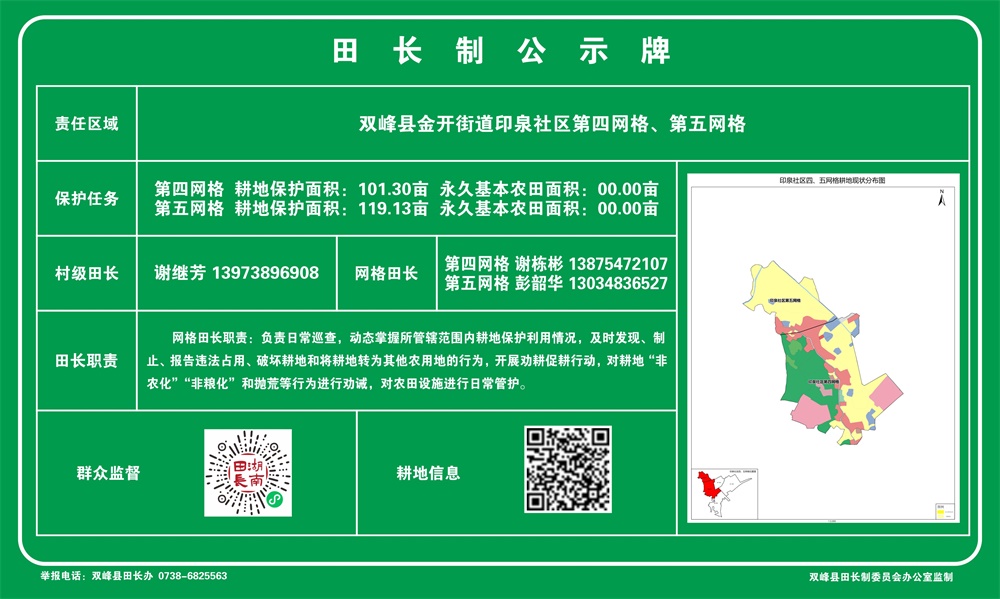 田长制公示牌
责任区域
双峰县金开街道印泉社区第四网格、第五网格
保护任务
第四网格 耕地保护面积：101.30亩 永久基本农田面积：00.00亩
第五网格 耕地保护面积：119.13亩 永久基本农田面积：00.00亩
村级田长
谢继芳 13973896908
网格田长
第四网格 谢栋彬 13875472107
第五网格 彭韶华 13034836527
田长职责
网格田长职责：负责日常巡查，动态掌握所管辖范围内耕地保护利用情况，及时发现、制
止、报告违法占用、破坏耕地和将耕地转为其他农用地的行为，开展劝耕促耕行动，对耕地“非
农化”“非粮化”和抛荒等行为进行劝诫，对农田设施进行日常管护。
群众监督
湖南
田長
耕地信息
印泉社区四、五网格耕地现状分布图
N
印泉社区第五网格
印泉社区第四网格
举报电话：双峰县田长办 0738-6825563
双峰县田长制委员会办公室监制